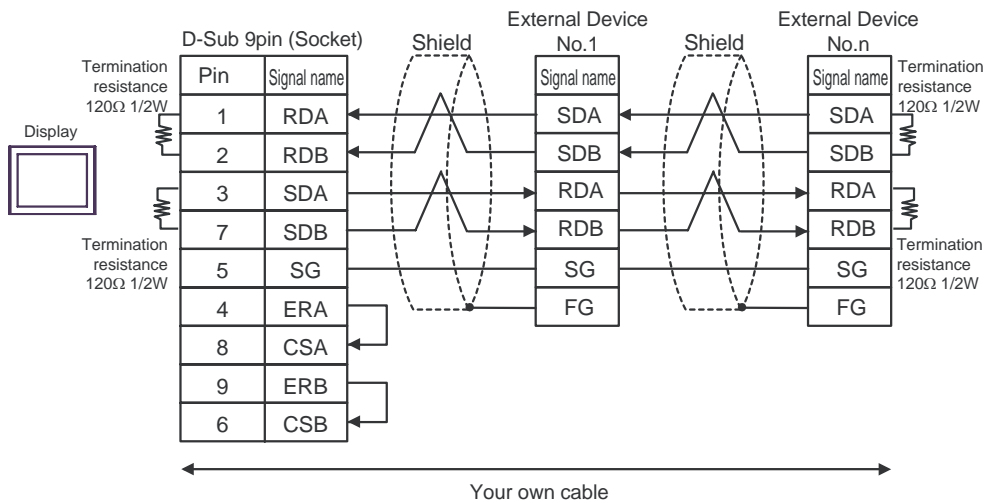 External Device
No.1
External Device
No.n
D-Sub 9pin (Socket)
Shield
Shield
Termination
resistance
120Ω 1/2W
Display
Termination
resistance
120Ω 1/2W
Pin Signal name
1 RDA
2 RDB
3 SDA
7 SDB
5 SG
4 ERA
8 CSA
9 ERB
6 CSB
Signal name
SDA
SDB
RDA
RDB
SG
FG
Signal name
SDA
SDB
RDA
RDB
SG
FG
Termination
resistance
120Ω 1/2W
Termination
resistance
120Ω 1/2W
Your own cable